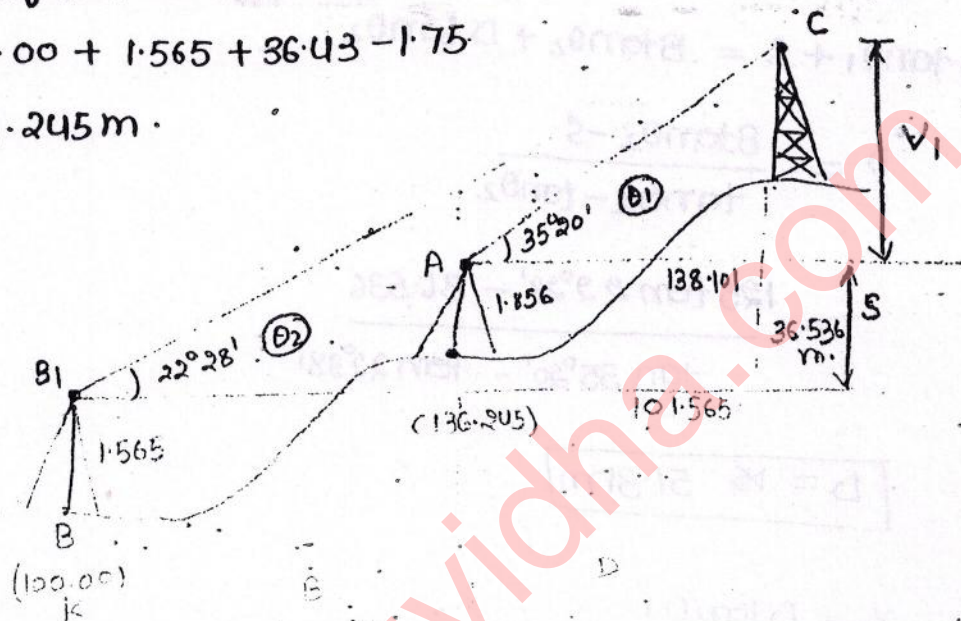 .00 + 1.565 + 36.43 - 1.75
.245 m.
C
V1
θ1
A
35°20'
138.101
1.856
S
36.536
m.
θ2
B1
22°28'
(136.245)
101.565
1.565
B
(100.00)
B
D
K
vidha.com